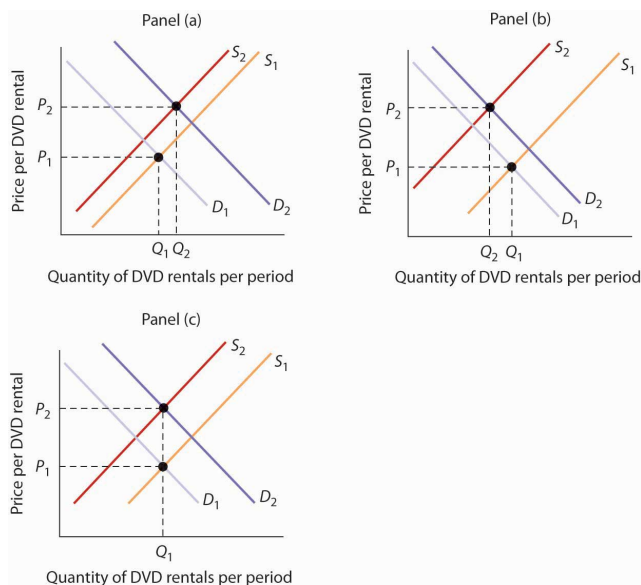 Panel (a)
Price per DVD rental
P2
P1
S2
S1
D1
D2
Q1 Q2
Quantity of DVD rentals per period
Panel (b)
Price per DVD rental
P2
P1
S2
S1
D2
D1
Q2 Q1
Quantity of DVD rentals per period
Panel (c)
Price per DVD rental
P2
P1
S2
S1
D1
D2
Q1
Quantity of DVD rentals per period